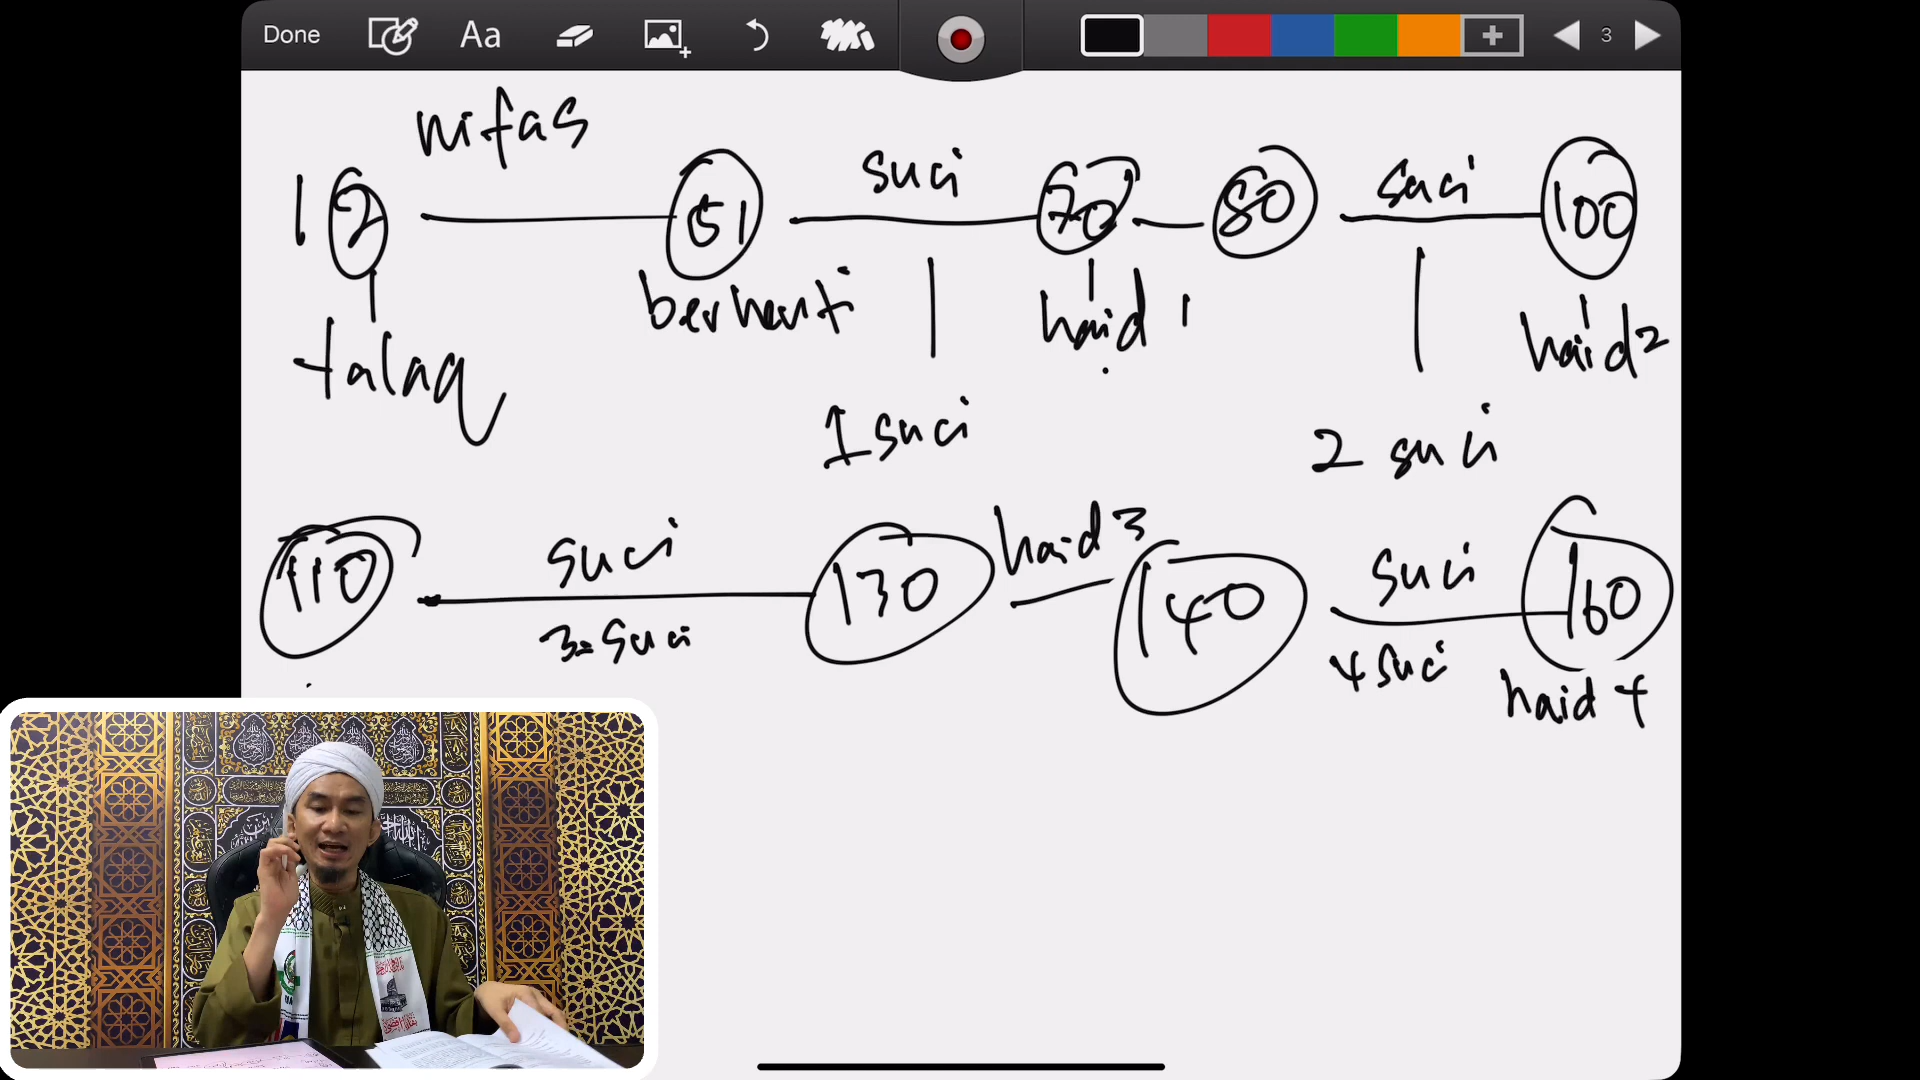 Done Aa 3
nifas
suci suci
1 2 61 70 80 100
talaq berhenti haid 1 haid 2
1 suci 2 suci
suci haid 3 suci
110 130 140 160
3 suci 4 suci
haid 4